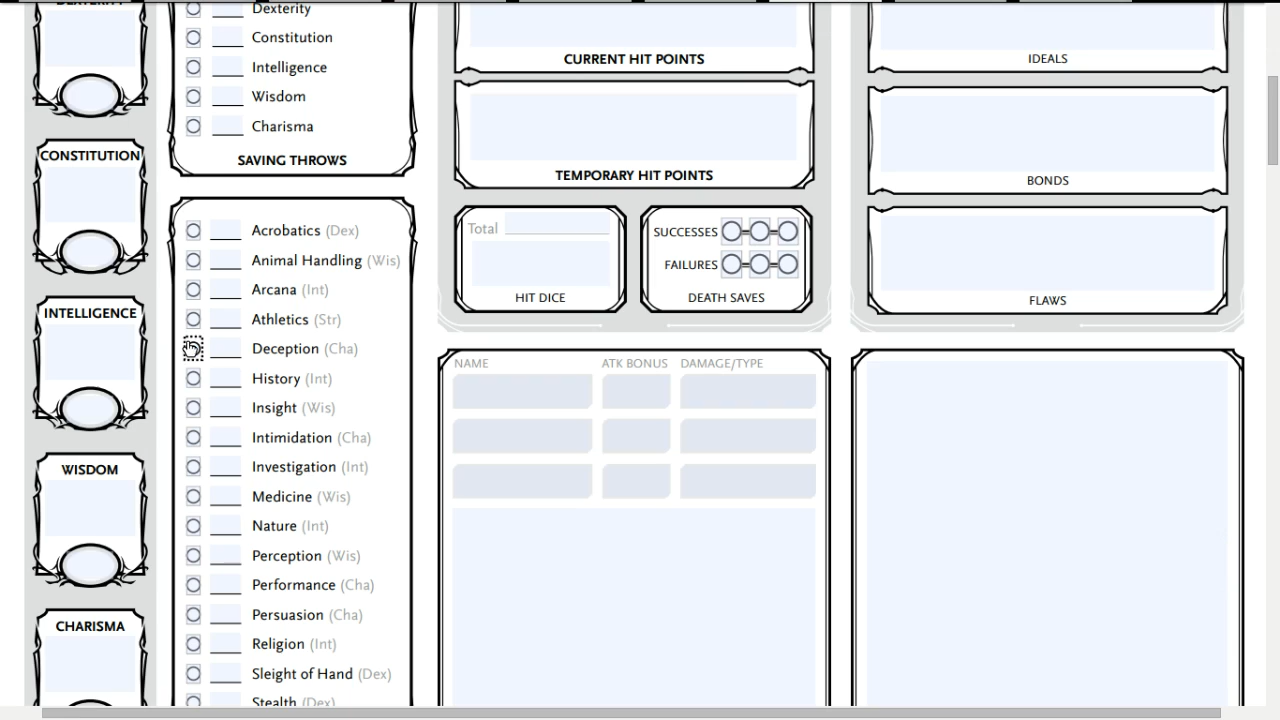 DEXTERITY
CONSTITUTION
INTELLIGENCE
WISDOM
CHARISMA
Dexterity
Constitution
Intelligence
Wisdom
Charisma
SAVING THROWS
Acrobatics (Dex)
Animal Handling (Wis)
Arcana (Int)
Athletics (Str)
Deception (Cha)
History (Int)
Insight (Wis)
Intimidation (Cha)
Investigation (Int)
Medicine (Wis)
Nature (Int)
Perception (Wis)
Performance (Cha)
Persuasion (Cha)
Religion (Int)
Sleight of Hand (Dex)
Stealth (Dex)
CURRENT HIT POINTS
TEMPORARY HIT POINTS
Total
HIT DICE
SUCCESSES
FAILURES
DEATH SAVES
NAME ATK BONUS DAMAGE/TYPE
IDEALS
BONDS
FLAWS